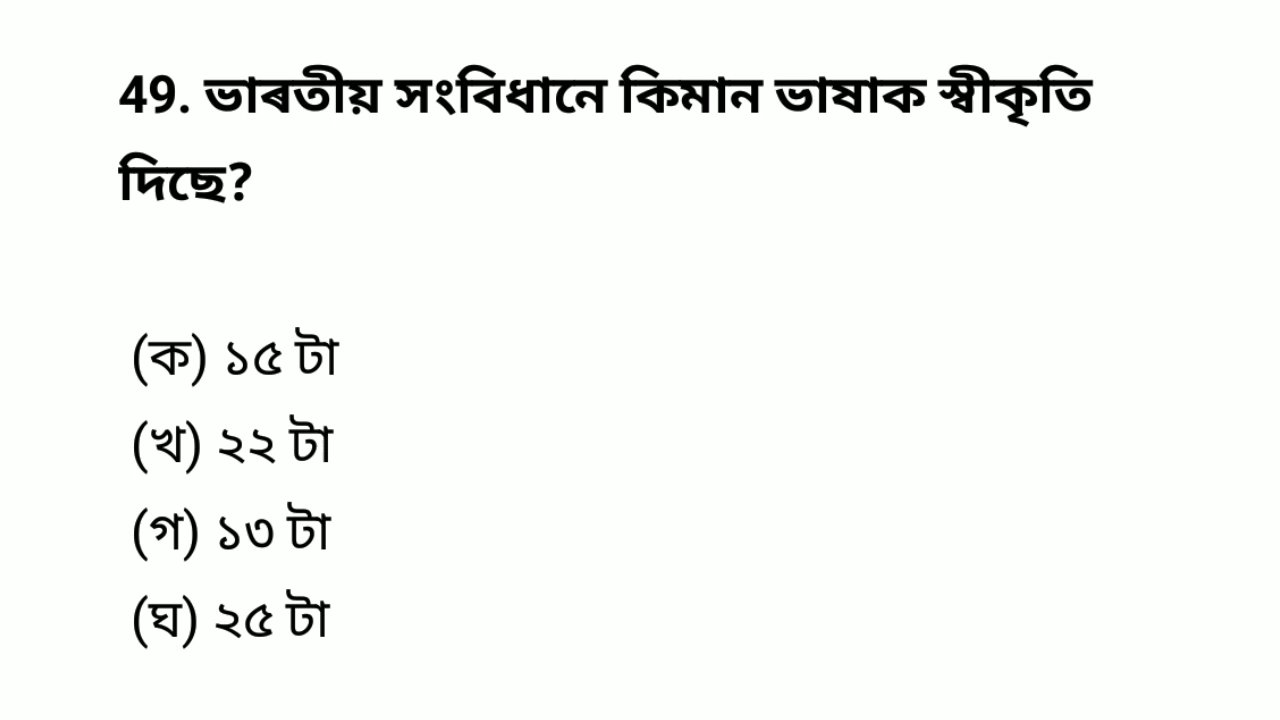 49. ভাৰতীয় সংবিধানে কিমান ভাষাক স্বীকৃতি
দিছে?
(ক) ১৫ টা
(খ) ২২ টা
(গ) ১৩ টা
(ঘ) ২৫ টা